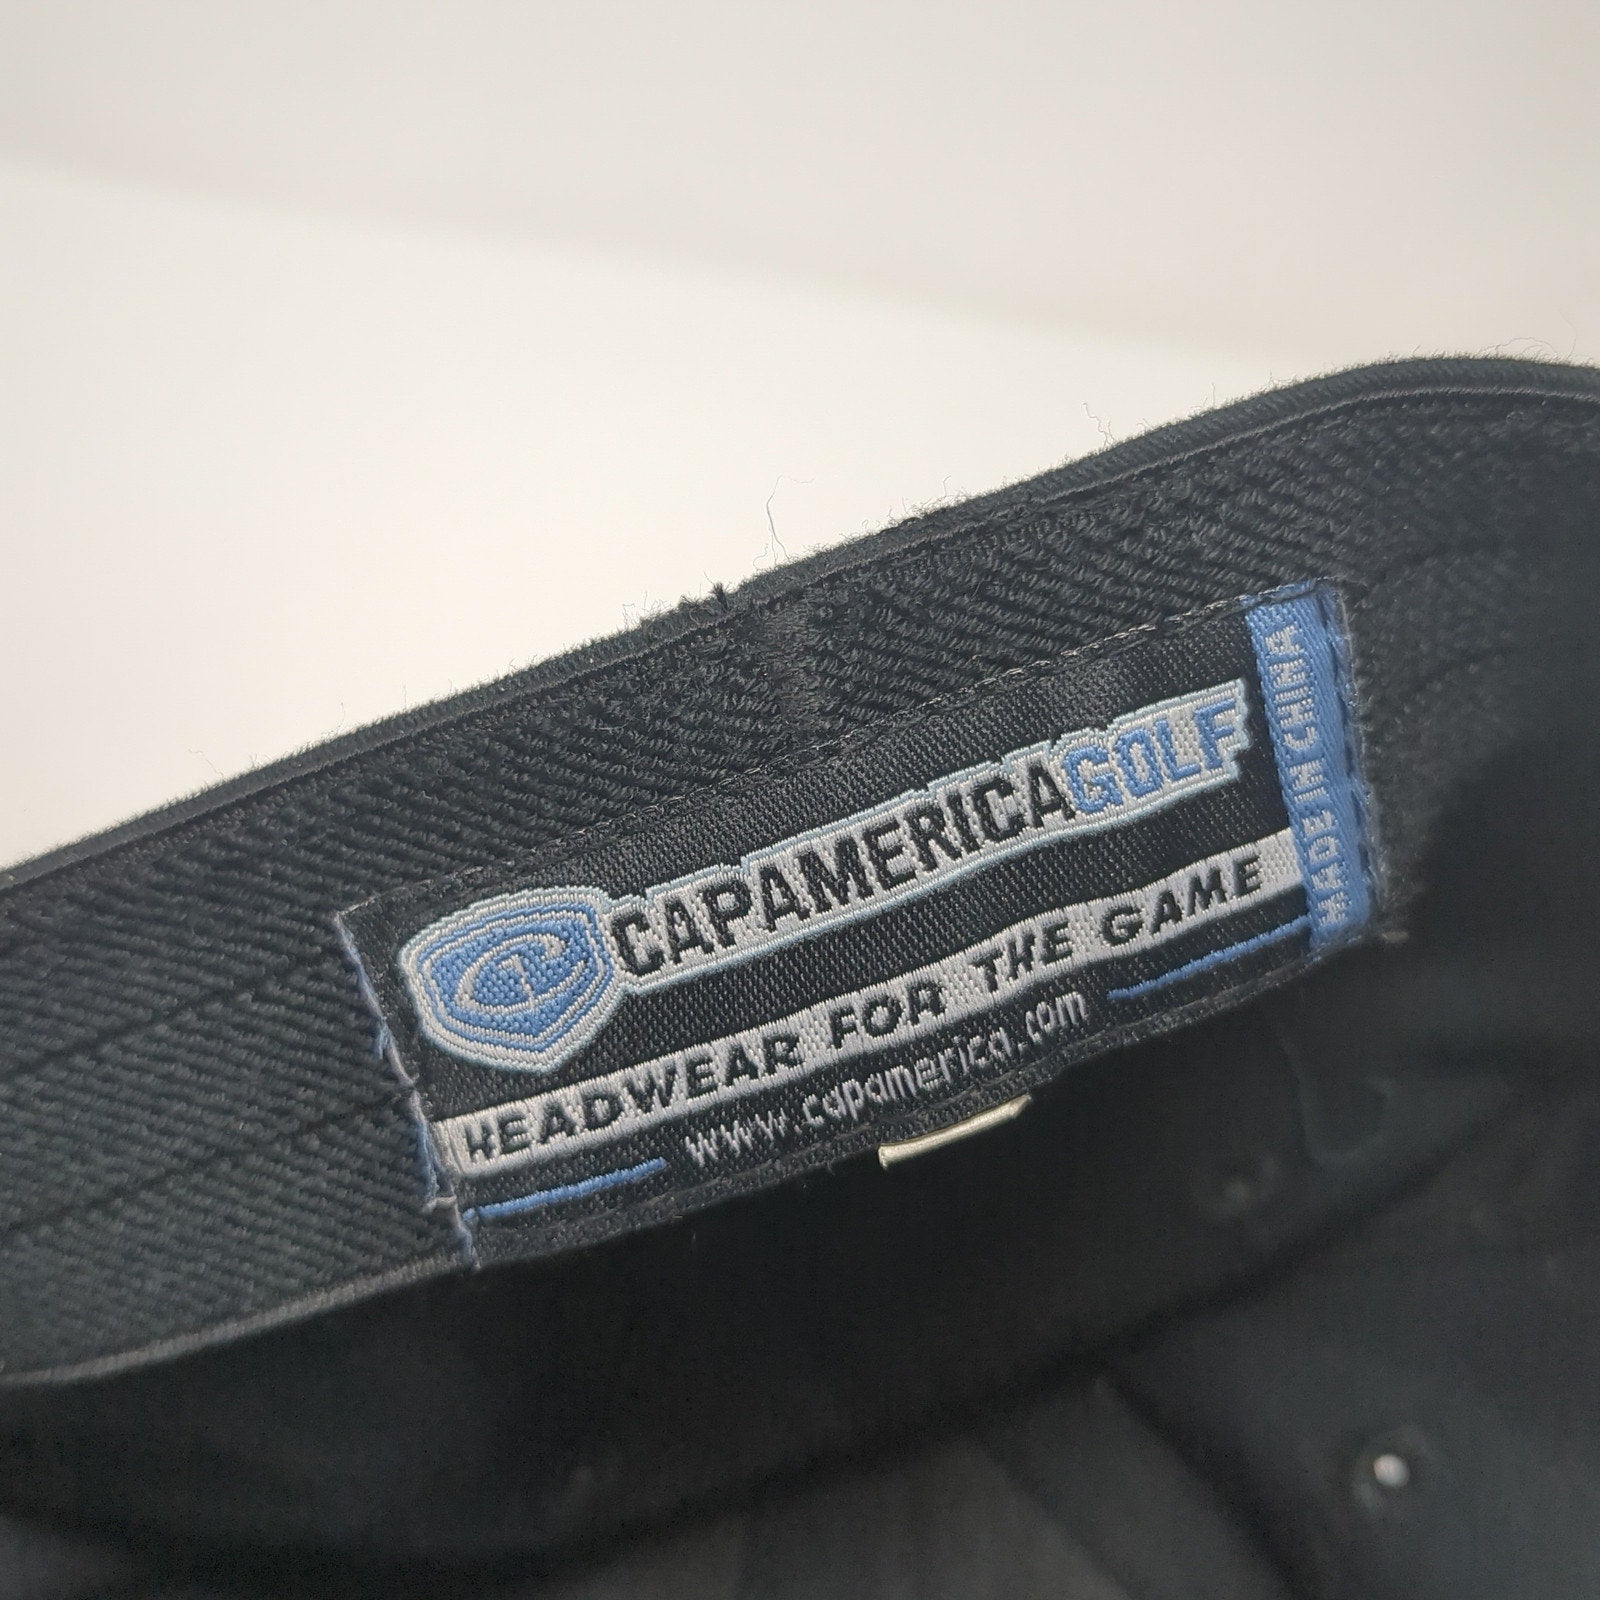 CAPAMERICAGOLF
HEADWEAR FOR THE GAME
www.capamerica.com
MADE IN CHINA